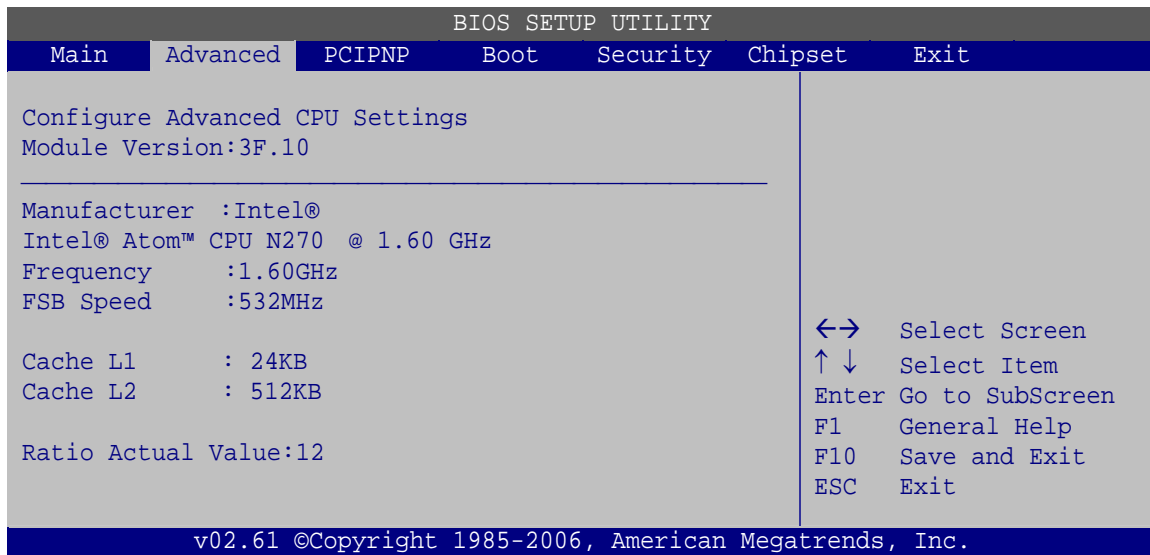 BIOS SETUP UTILITY
Main Advanced PCIPNP Boot Security Chipset Exit
Configure Advanced CPU Settings
Module Version:3F.10
Manufacturer :Intel®
Intel® Atom™ CPU N270 @ 1.60 GHz
Frequency :1.60GHz
FSB Speed :532MHz
Cache L1 : 24KB
Cache L2 : 512KB
Ratio Actual Value:12
←→ Select Screen
↑ ↓ Select Item
Enter Go to SubScreen
F1 General Help
F10 Save and Exit
ESC Exit
v02.61 ©Copyright 1985-2006, American Megatrends, Inc.